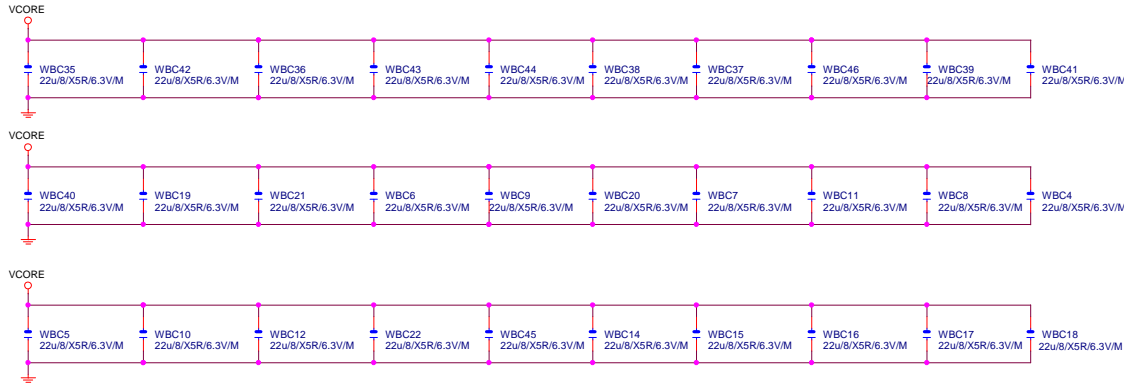 VCORE
WBC35 WBC42 WBC36 WBC43 WBC44 WBC38 WBC37 WBC46 WBC39 WBC41
22u/8/X5R/6.3V/M 22u/8/X5R/6.3V/M 22u/8/X5R/6.3V/M 22u/8/X5R/6.3V/M 22u/8/X5R/6.3V/M 22u/8/X5R/6.3V/M 22u/8/X5R/6.3V/M 22u/8/X5R/6.3V/M 22u/8/X5R/6.3V/M 22u/8/X5R/6.3V/M
VCORE
WBC40 WBC19 WBC21 WBC6 WBC9 WBC20 WBC7 WBC11 WBC8 WBC4
22u/8/X5R/6.3V/M 22u/8/X5R/6.3V/M 22u/8/X5R/6.3V/M 22u/8/X5R/6.3V/M 22u/8/X5R/6.3V/M 22u/8/X5R/6.3V/M 22u/8/X5R/6.3V/M 22u/8/X5R/6.3V/M 22u/8/X5R/6.3V/M 22u/8/X5R/6.3V/M
VCORE
WBC5 WBC10 WBC12 WBC22 WBC45 WBC14 WBC15 WBC16 WBC17 WBC18
22u/8/X5R/6.3V/M 22u/8/X5R/6.3V/M 22u/8/X5R/6.3V/M 22u/8/X5R/6.3V/M 22u/8/X5R/6.3V/M 22u/8/X5R/6.3V/M 22u/8/X5R/6.3V/M 22u/8/X5R/6.3V/M 22u/8/X5R/6.3V/M 22u/8/X5R/6.3V/M